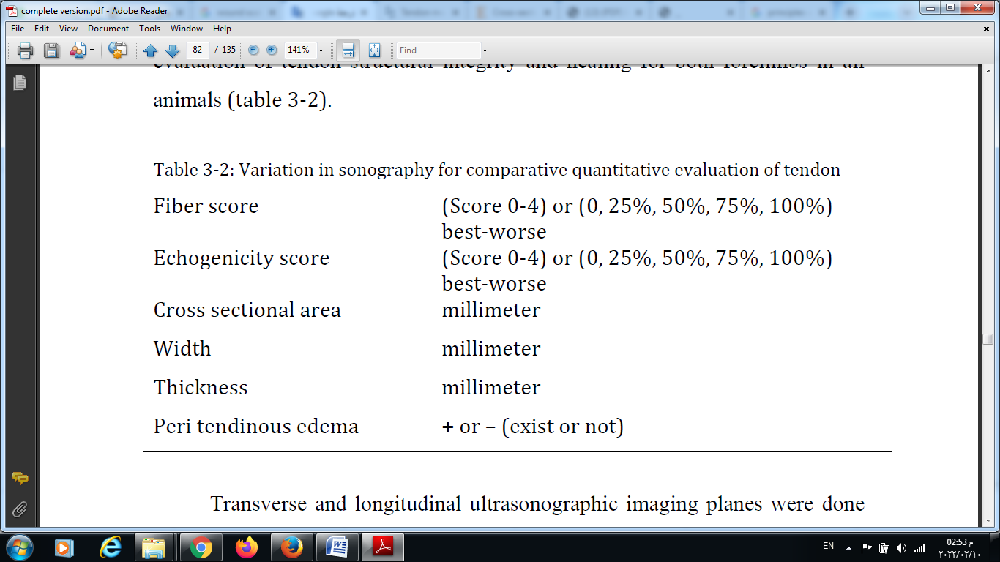 complete version.pdf - Adobe Reader
File Edit View Document Tools Window Help
82 / 135 141% Find
evaluation of tendon structural integrity and healing for both forelimbs in all
animals (table 3-2).
Table 3-2: Variation in sonography for comparative quantitative evaluation of tendon
Fiber score (Score 0-4) or (0, 25%, 50%, 75%, 100%)
best-worse
Echogenicity score (Score 0-4) or (0, 25%, 50%, 75%, 100%)
best-worse
Cross sectional area millimeter
Width millimeter
Thickness millimeter
Peri tendinous edema + or – (exist or not)
Transverse and longitudinal ultrasonographic imaging planes were done
EN
02:53 م
٢٠٢٢/٠٢/١٠